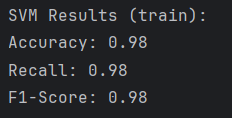 SVM Results (train):
Accuracy: 0.98
Recall: 0.98
F1-Score: 0.98